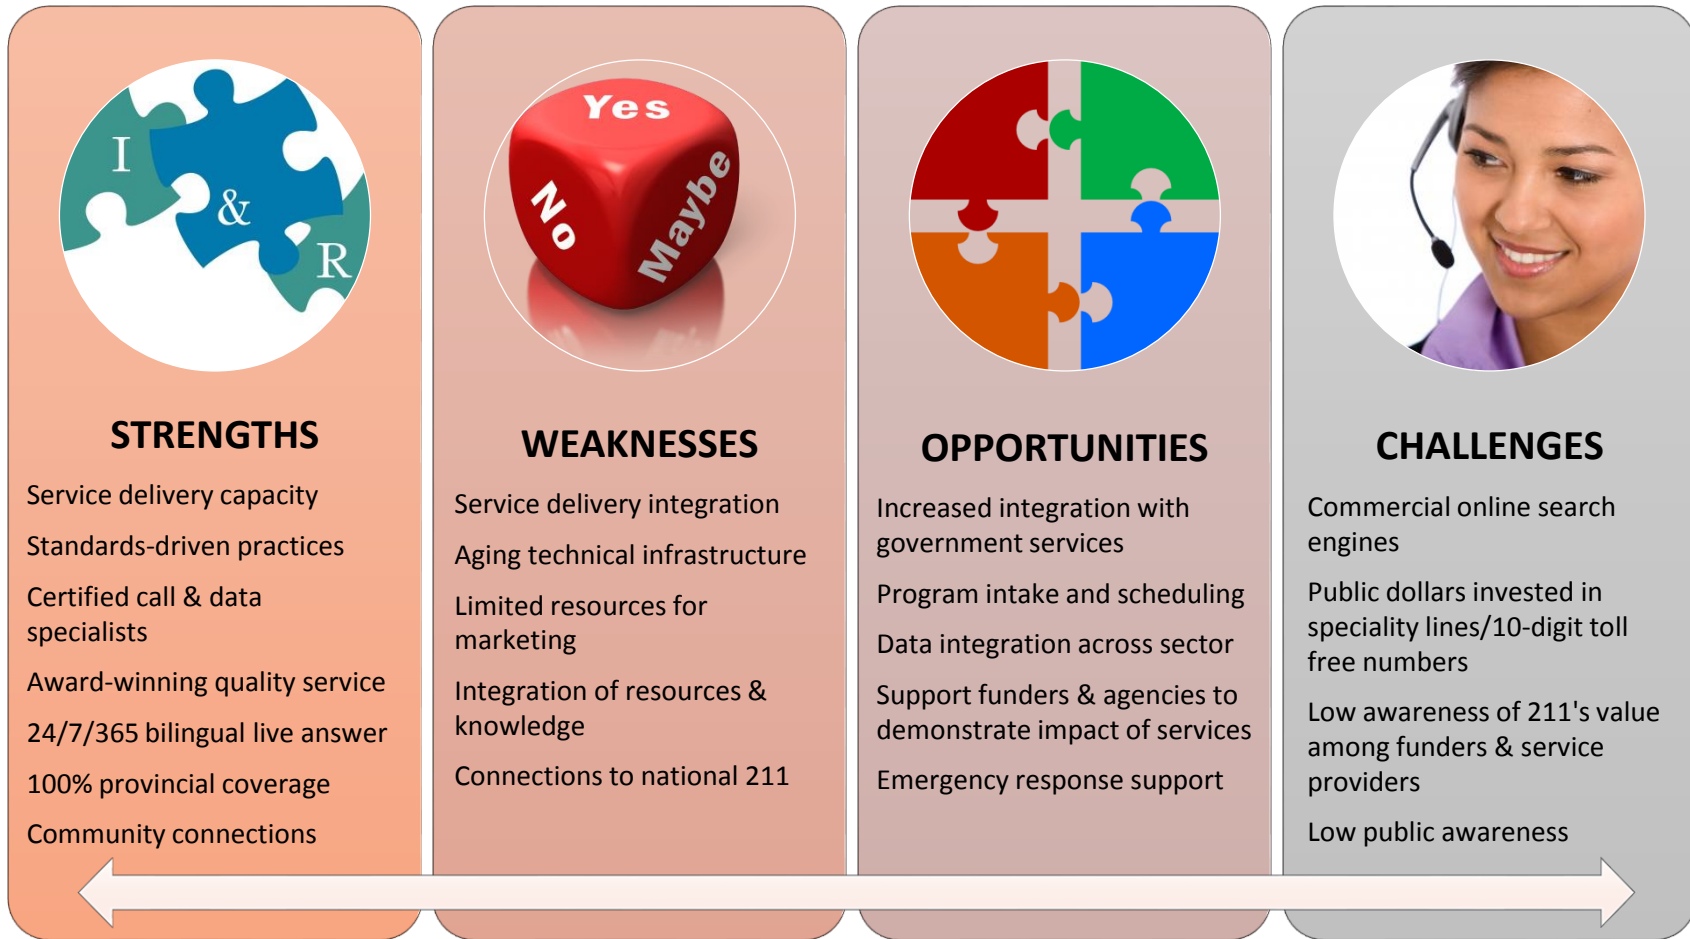 I
&
R
STRENGTHS
Service delivery capacity
Standards-driven practices
Certified call & data
specialists
Award-winning quality service
24/7/365 bilingual live answer
100% provincial coverage
Community connections
Yes
No
Maybe
WEAKNESSES
Service delivery integration
Aging technical infrastructure
Limited resources for
marketing
Integration of resources &
knowledge
Connections to national 211
OPPORTUNITIES
Increased integration with
government services
Program intake and scheduling
Data integration across sector
Support funders & agencies to
demonstrate impact of services
Emergency response support
CHALLENGES
Commercial online search
engines
Public dollars invested in
speciality lines/10-digit toll
free numbers
Low awareness of 211's value
among funders & service
providers
Low public awareness